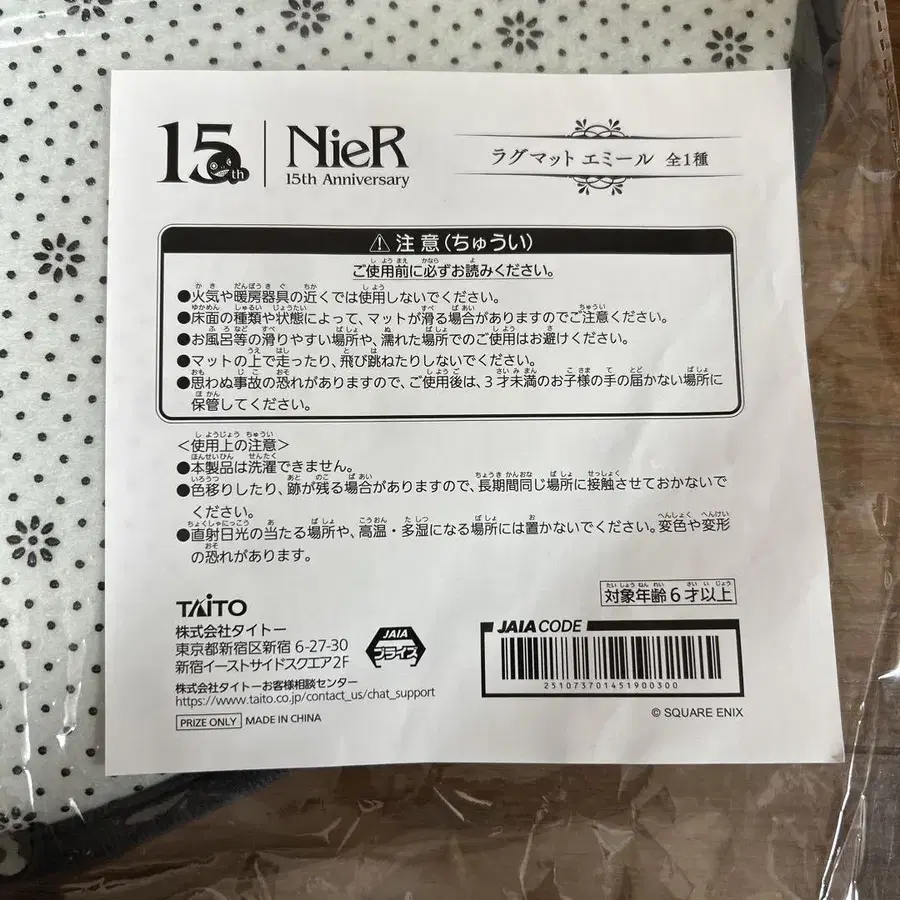 15th
NieR
15th Anniversary
ラグマット エミール 全1種
⚠注意(ちゅうい)
ご使用前に必ずお読みください。
●火気や暖房器具の近くでは使用しないでください。
●床面の種類や状態によって、マットが滑る場合がありますのでご注意ください。
●お風呂等の滑りやすい場所や、濡れた場所でのご使用はお避けください。
●マットの上で走ったり、飛び跳ねたりしないでください。
●思わぬ事故の恐れがありますので、ご使用後は、3才未満のお子様の手の届かない場所に
保管してください。
<使用上の注意>
●本製品は洗濯できません。
●色移りしたり、跡が残る場合がありますので、長期間同じ場所に接触させておかないで
ください。
●直射日光の当たる場所や、高温・多湿になる場所には置かないでください。変色や変形
の恐れがあります。
対象年齢6才以上
TAITO
株式会社タイトー
東京都新宿区新宿 6-27-30
新宿イーストサイドスクエア2F
JAIA
プライズ
株式会社タイトーお客様相談センター
https://www.taito.co.jp/contact_us/chat_support
PRIZE ONLY MADE IN CHINA
JAIA CODE
2510737014519003​00
© SQUARE ENIX